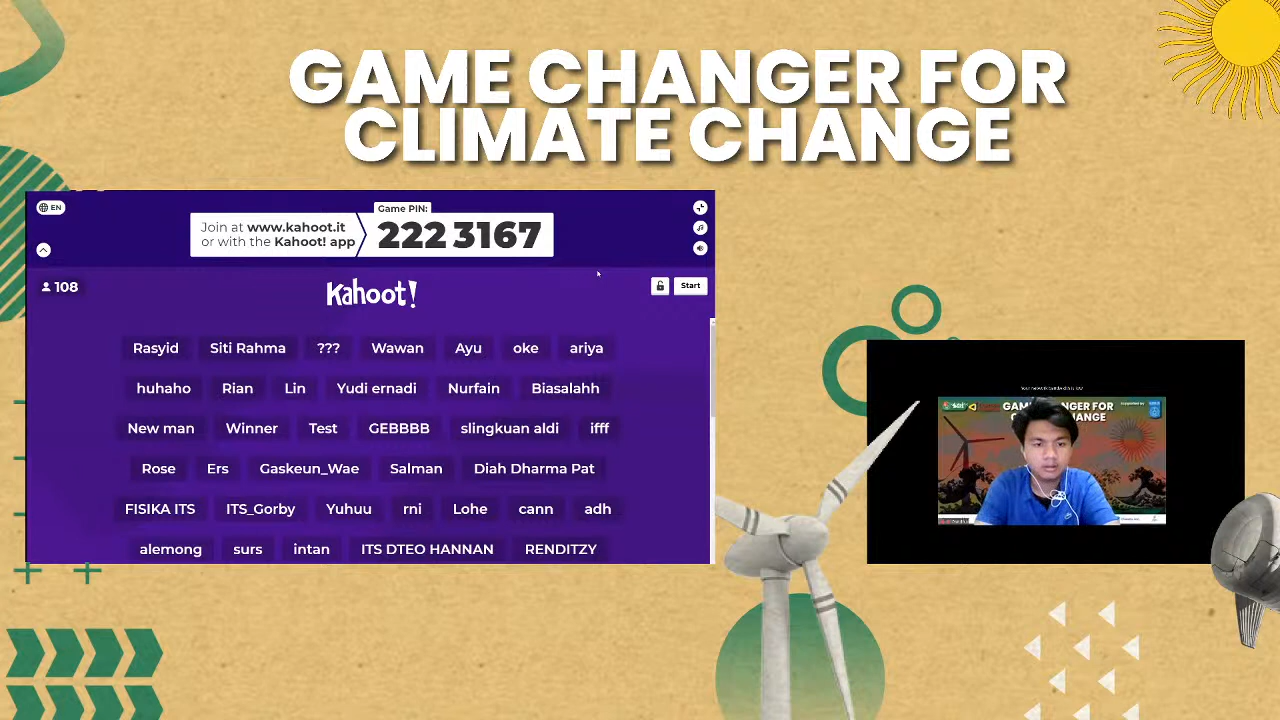 GAME CHANGER FOR
CLIMATE CHANGE
EN
Game PIN:
Join at www.kahoot.it
or with the Kahoot! app
222 3167
108
Kahoot!
Start
Rasyid Siti Rahma ??? Wawan Ayu oke ariya
huhaho Rian Lin Yudi ernadi Nurfain Biasalahh
New man Winner Test GEBBBB slingkuan aldi ifff
Rose Ers Gaskeun_Wae Salman Diah Dharma Pat
FISIKA ITS ITS_Gorby Yuhuu rni Lohe cann adh
alemong surs intan ITS DTEO HANNAN RENDITZY